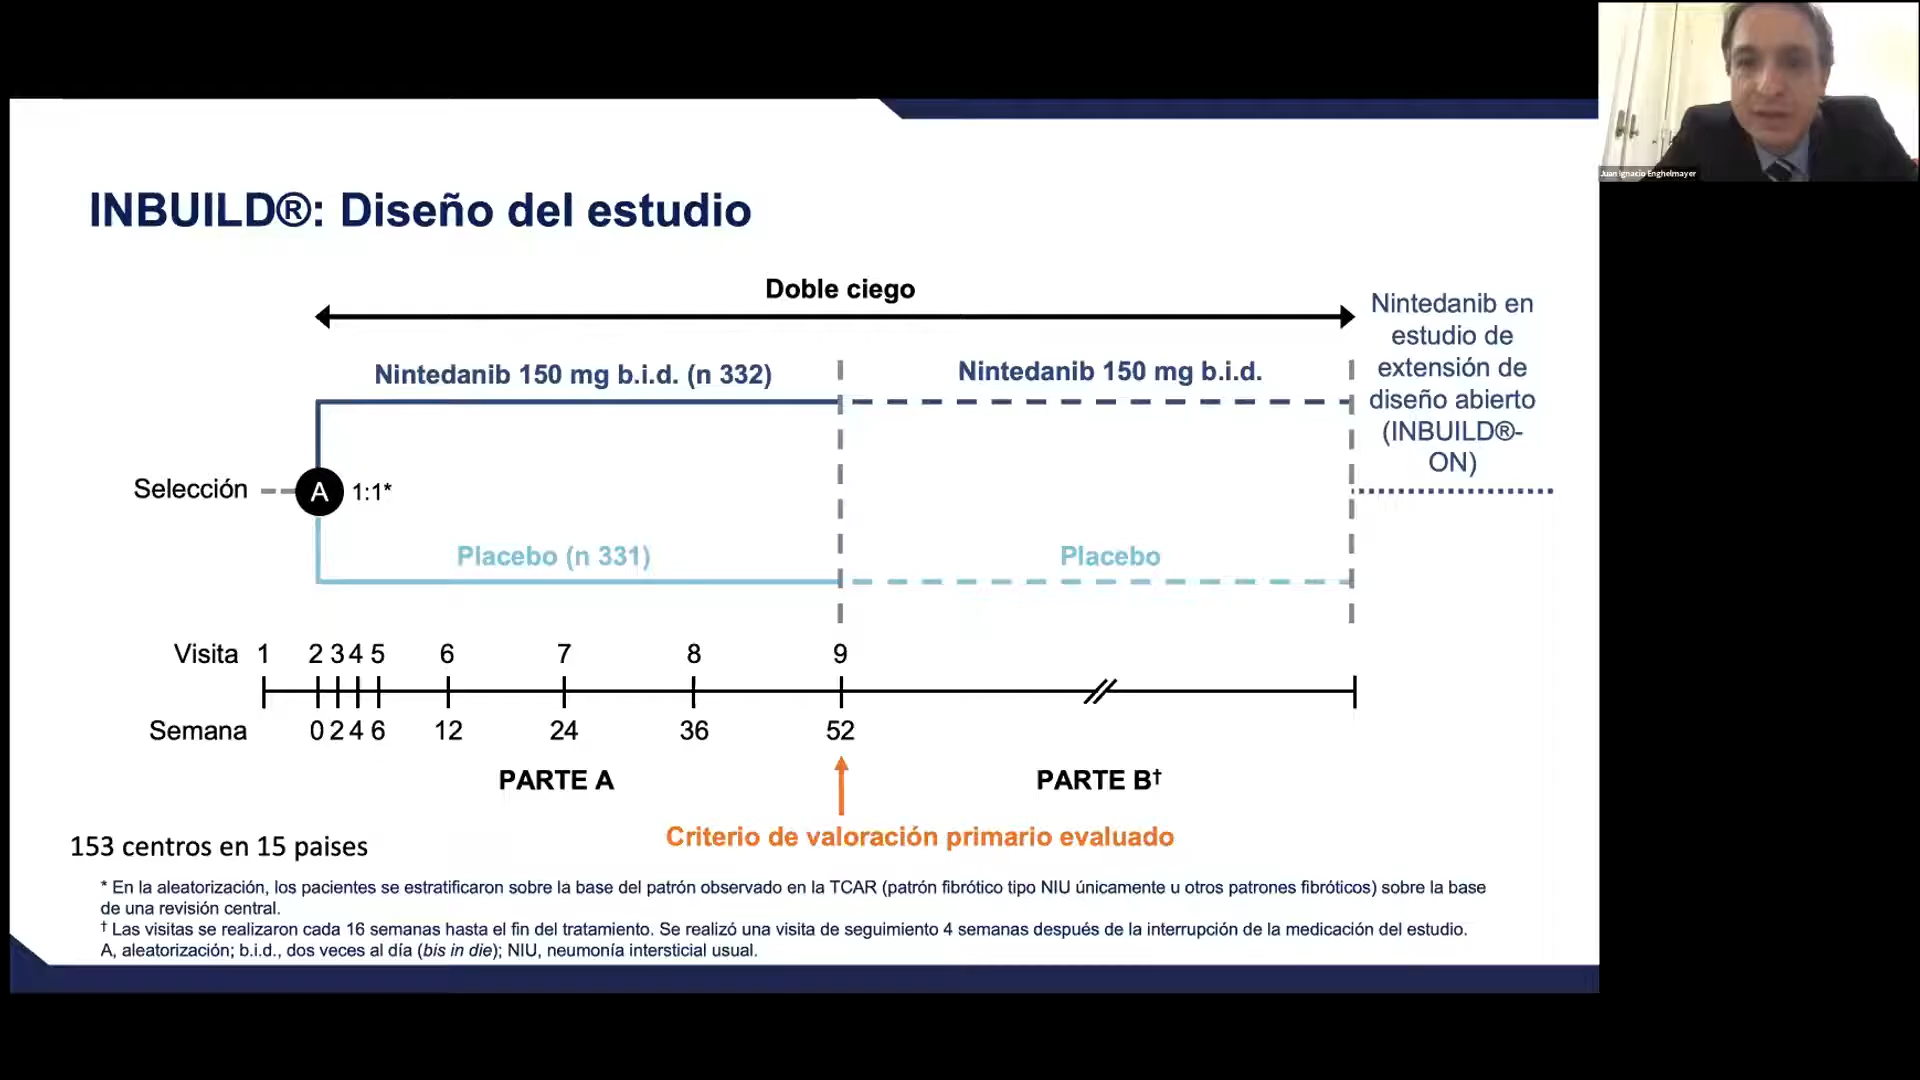 Juan Ignacio Enghelmayer
INBUILD®: Diseño del estudio
Doble ciego
Nintedanib 150 mg b.i.d. (n 332)
Nintedanib 150 mg b.i.d.
Nintedanib en
estudio de
extensión de
diseño abierto
(INBUILD®-
ON)
Selección
A
1:1*
Placebo (n 331)
Placebo
Visita 1 2 3 4 5 6 7 8 9
Semana 0 2 4 6 12 24 36 52
PARTE A
PARTE B†
Criterio de valoración primario evaluado
153 centros en 15 paises
* En la aleatorización, los pacientes se estratificaron sobre la base del patrón observado en la TCAR (patrón fibrótico tipo NIU únicamente u otros patrones fibróticos) sobre la base
de una revisión central.
† Las visitas se realizaron cada 16 semanas hasta el fin del tratamiento. Se realizó una visita de seguimiento 4 semanas después de la interrupción de la medicación del estudio.
A, aleatorización; b.i.d., dos veces al día (bis in die); NIU, neumonía intersticial usual.